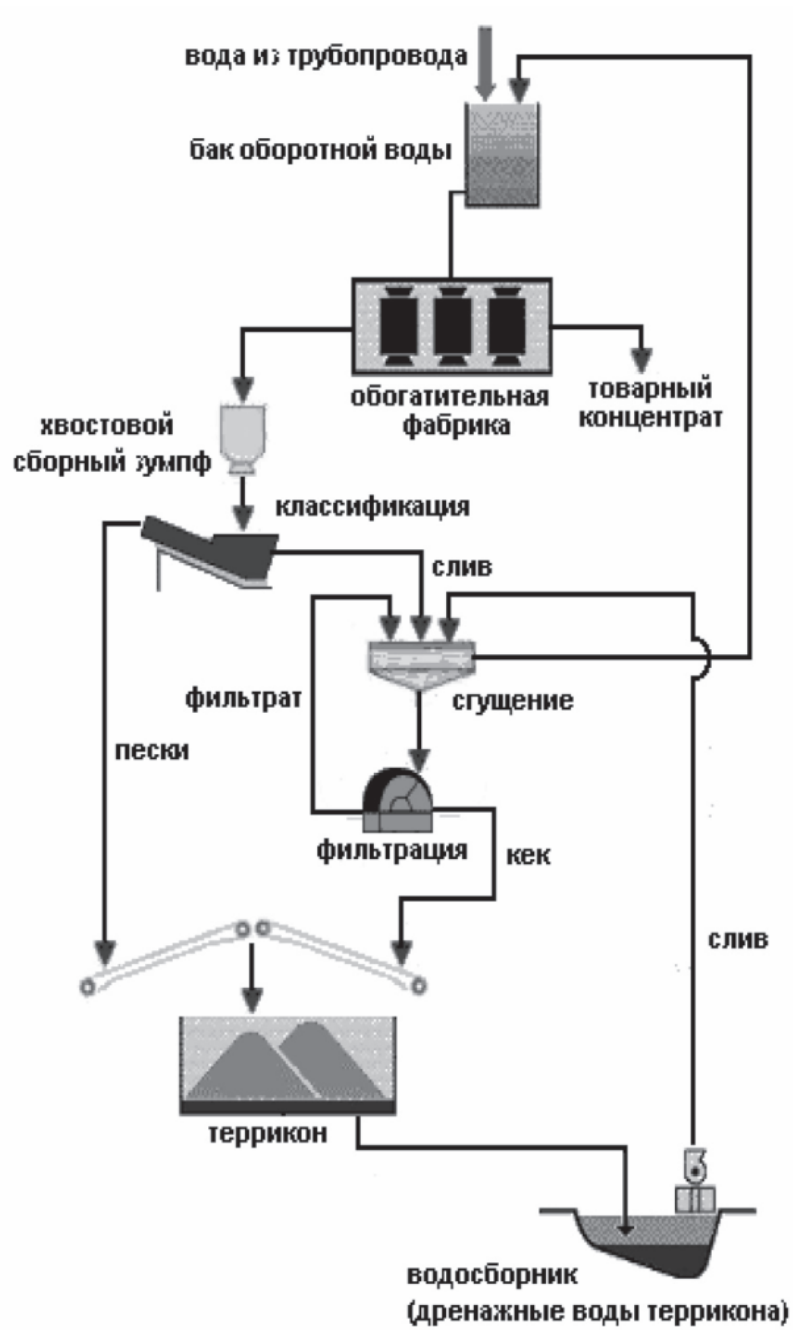 вода из трубопровода
бак оборотной воды
обогатительная
фабрика
товарный
концентрат
хвостовой
сборный зумпф
классификация
слив
фильтрат
сгущение
пески
фильтрация
кек
слив
террикон
водосборник
(дренажные воды террикона)